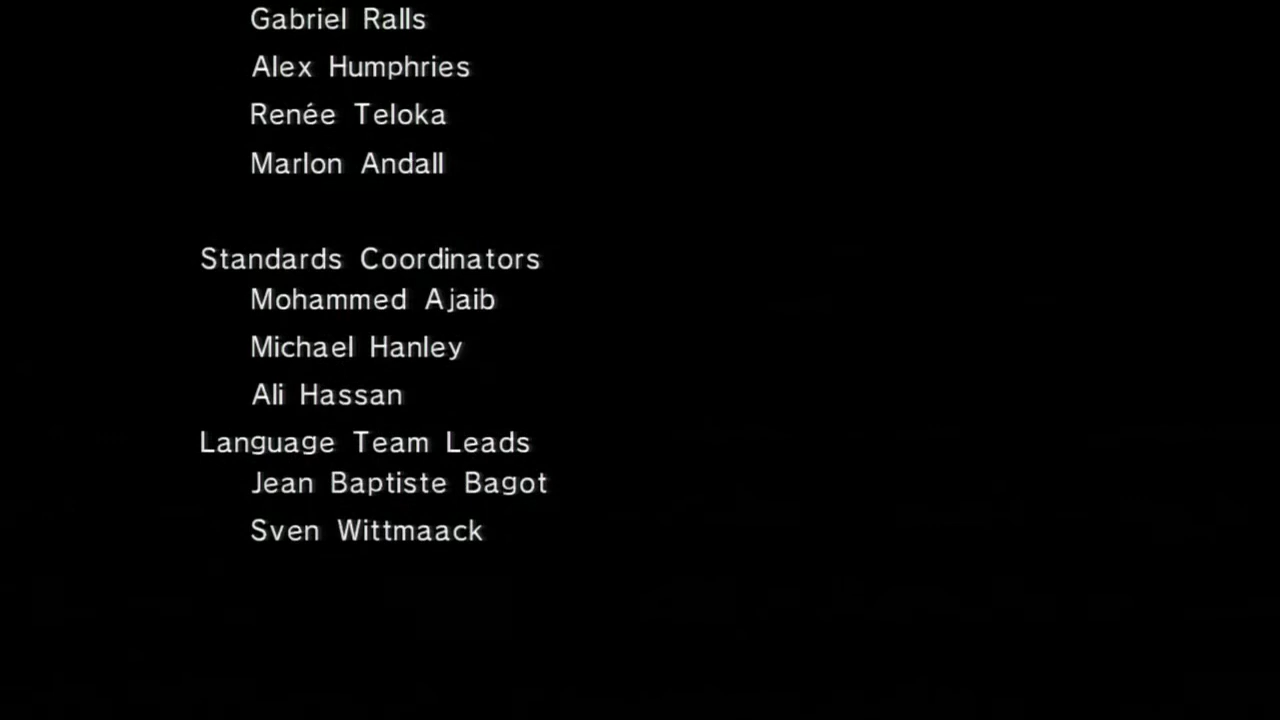 Gabriel Ralls
Alex Humphries
Renée Teloka
Marlon Andall
Standards Coordinators
Mohammed Ajaib
Michael Hanley
Ali Hassan
Language Team Leads
Jean Baptiste Bagot
Sven Wittmaack